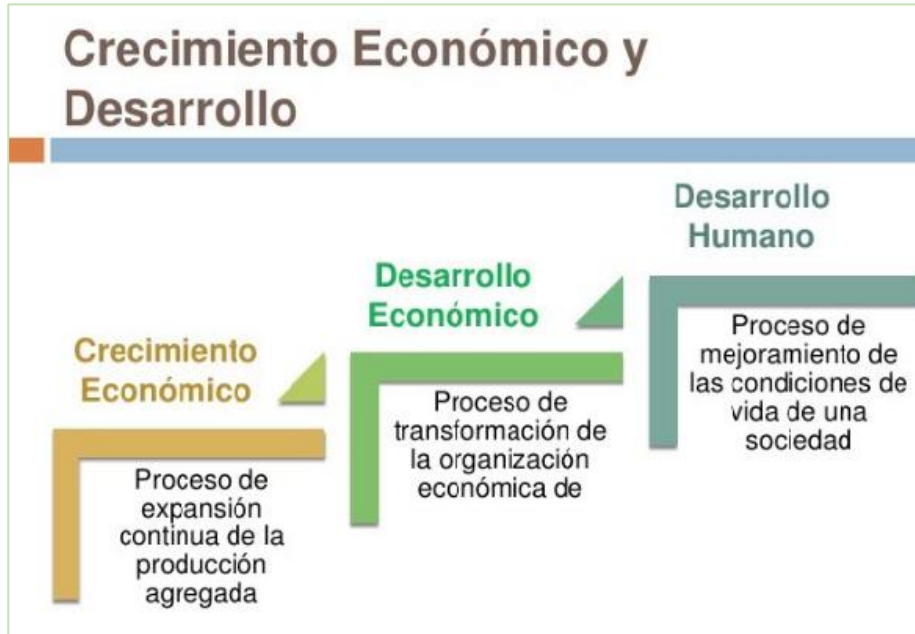 Crecimiento Económico y
Desarrollo
Crecimiento
Económico
Proceso de
expansión
continua de la
producción
agregada
Desarrollo
Económico
Proceso de
transformación de
la organización
económica de
Desarrollo
Humano
Proceso de
mejoramiento de
las condiciones de
vida de una
sociedad